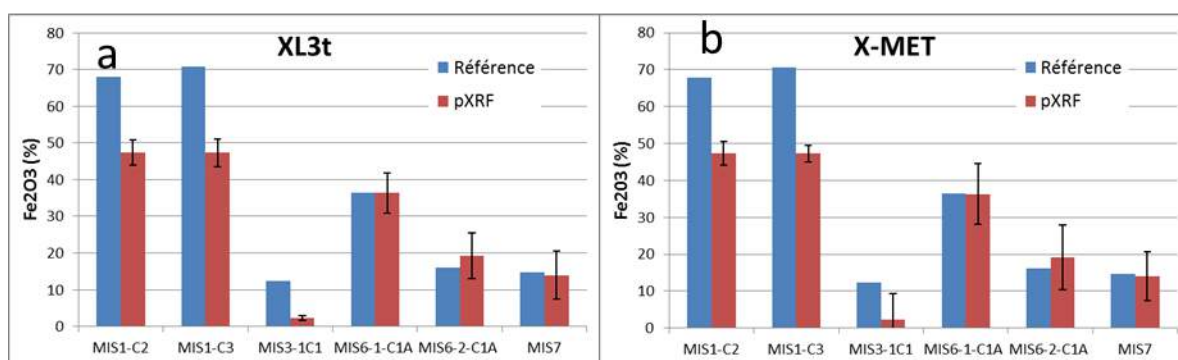 a
XL3t
Référence
pXRF
Fe2O3 (%)
80
70
60
50
40
30
20
10
0
MIS1-C2 MIS1-C3 MIS3-1C1 MIS6-1-C1A MIS6-2-C1A MIS7
b
X-MET
Référence
pXRF
Fe203 (%)
80
70
60
50
40
30
20
10
0
MIS1-C2 MIS1-C3 MIS3-1C1 MIS6-1-C1A MIS6-2-C1A MIS7